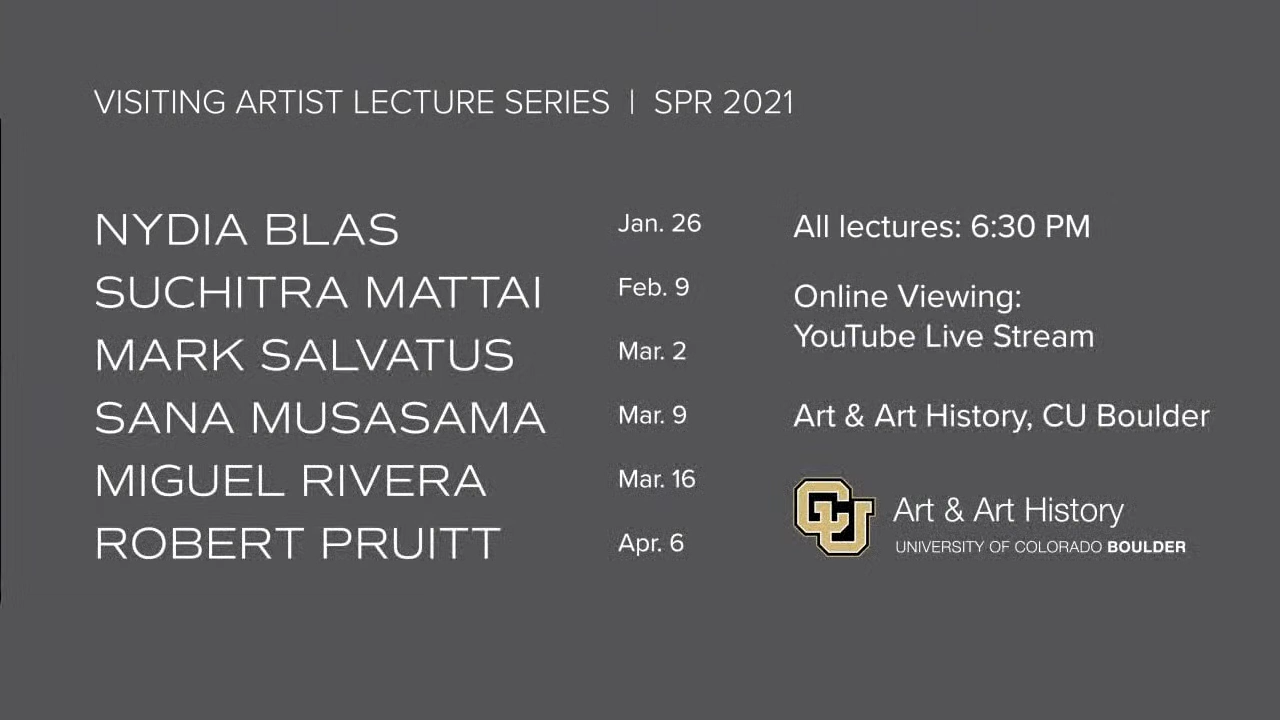 VISITING ARTIST LECTURE SERIES | SPR 2021
NYDIA BLAS Jan. 26
SUCHITRA MATTAI Feb. 9
MARK SALVATUS Mar. 2
SANA MUSASAMA Mar. 9
MIGUEL RIVERA Mar. 16
ROBERT PRUITT Apr. 6
All lectures: 6:30 PM
Online Viewing:
YouTube Live Stream
Art & Art History, CU Boulder
CU
Art & Art History
UNIVERSITY OF COLORADO BOULDER